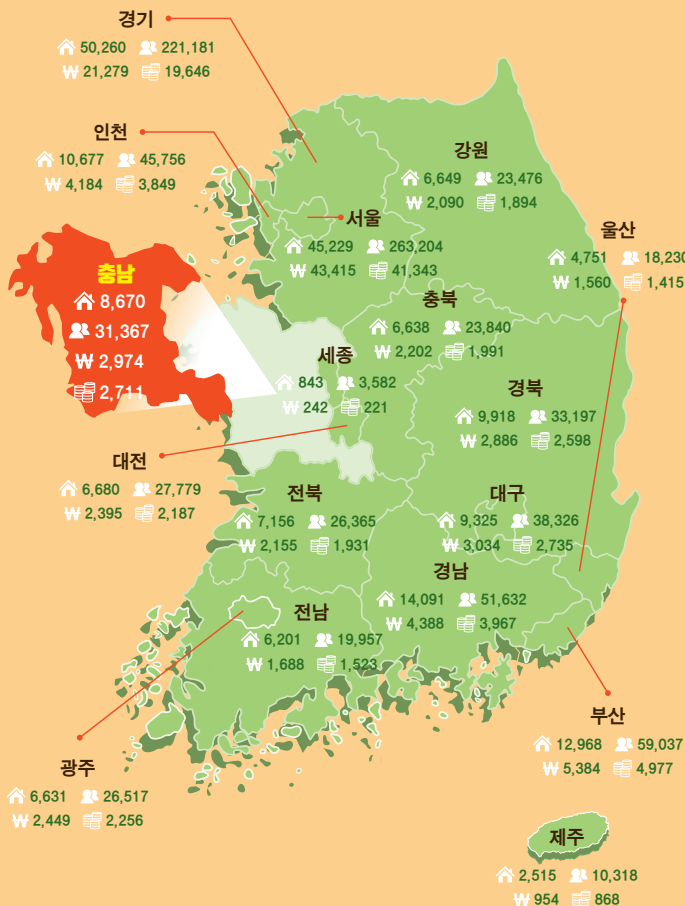 경기
50,260 221,181
₩ 21,279 19,646
인천
10,677 45,756
₩ 4,184 3,849
강원
6,649 23,476
₩ 2,090 1,894
서울
45,229 263,204
₩ 43,415 41,343
울산
4,751 18,230
₩ 1,560 1,415
충남
8,670
31,367
₩ 2,974
2,711
충북
6,638 23,840
₩ 2,202 1,991
세종
843 3,582
₩ 242 221
경북
9,918 33,197
₩ 2,886 2,598
대전
6,680 27,779
₩ 2,395 2,187
전북
7,156 26,365
₩ 2,155 1,931
대구
9,325 38,326
₩ 3,034 2,735
경남
14,091 51,632
₩ 4,388 3,967
전남
6,201 19,957
₩ 1,688 1,523
부산
12,968 59,037
₩ 5,384 4,977
광주
6,631 26,517
₩ 2,449 2,256
제주
2,515 10,318
₩ 954 868